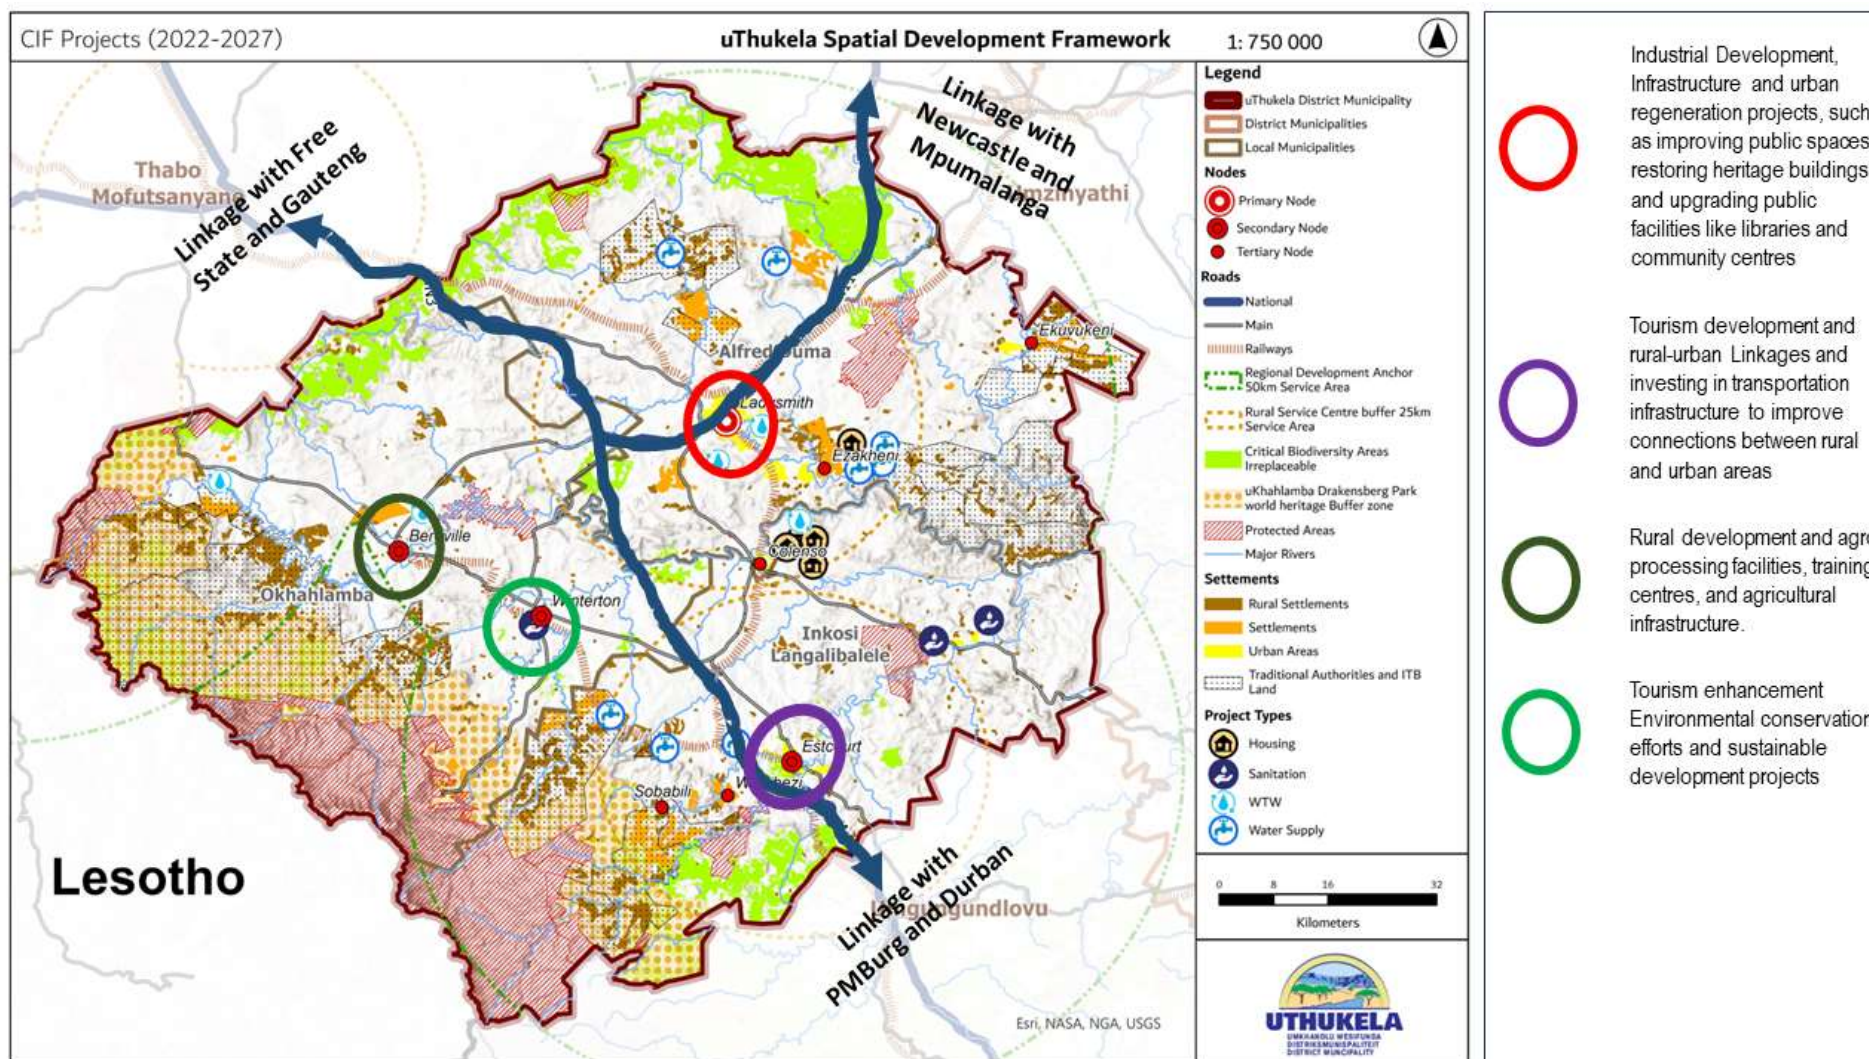 CIF Projects (2022-2027)
uThukela Spatial Development Framework
1: 750 000
Linkage with Free
State and Gauteng
Linkage with
Newcastle and
Mpumalanga
Thabo
Mofutsanyane
N3
Alfred Duma
Ladysmith
Ekuvukeni
Ezakheni
Colenso
Bergville
Okhahlamba
Winterton
Inkosi
Langalibalele
Estcourt
Sobabili
Lesotho
Linkage with
PMBurg and Durban
Esri, NASA, NGA, USGS
Legend
uThukela District Municipality
District Municipalities
Local Municipalities
Nodes
Primary Node
Secondary Node
Tertiary Node
Roads
National
Main
Railways
Regional Development Anchor
50km Service Area
Rural Service Centre buffer 25km
Service Area
Critical Biodiversity Areas
Irreplaceable
uKhahlamba Drakensberg Park
world heritage Buffer zone
Protected Areas
Major Rivers
Settements
Rural Settlements
Settlements
Urban Areas
Traditional Authorities and ITB
Land
Project Types
Housing
Sanitation
WTW
Water Supply
0 8 16 32
Kilometers
UTHUKELA
UMKHANDLU WESIFUNDA
DISTRIKSMUNISIPALITEIT
DISTRICT MUNICIPALITY
Industrial Development,
Infrastructure and urban
regeneration projects, such
as improving public spaces
restoring heritage buildings
and upgrading public
facilities like libraries and
community centres
Tourism development and
rural-urban Linkages and
investing in transportation
infrastructure to improve
connections between rural
and urban areas
Rural development and agro
processing facilities, training
centres, and agricultural
infrastructure.
Tourism enhancement
Environmental conservation
efforts and sustainable
development projects